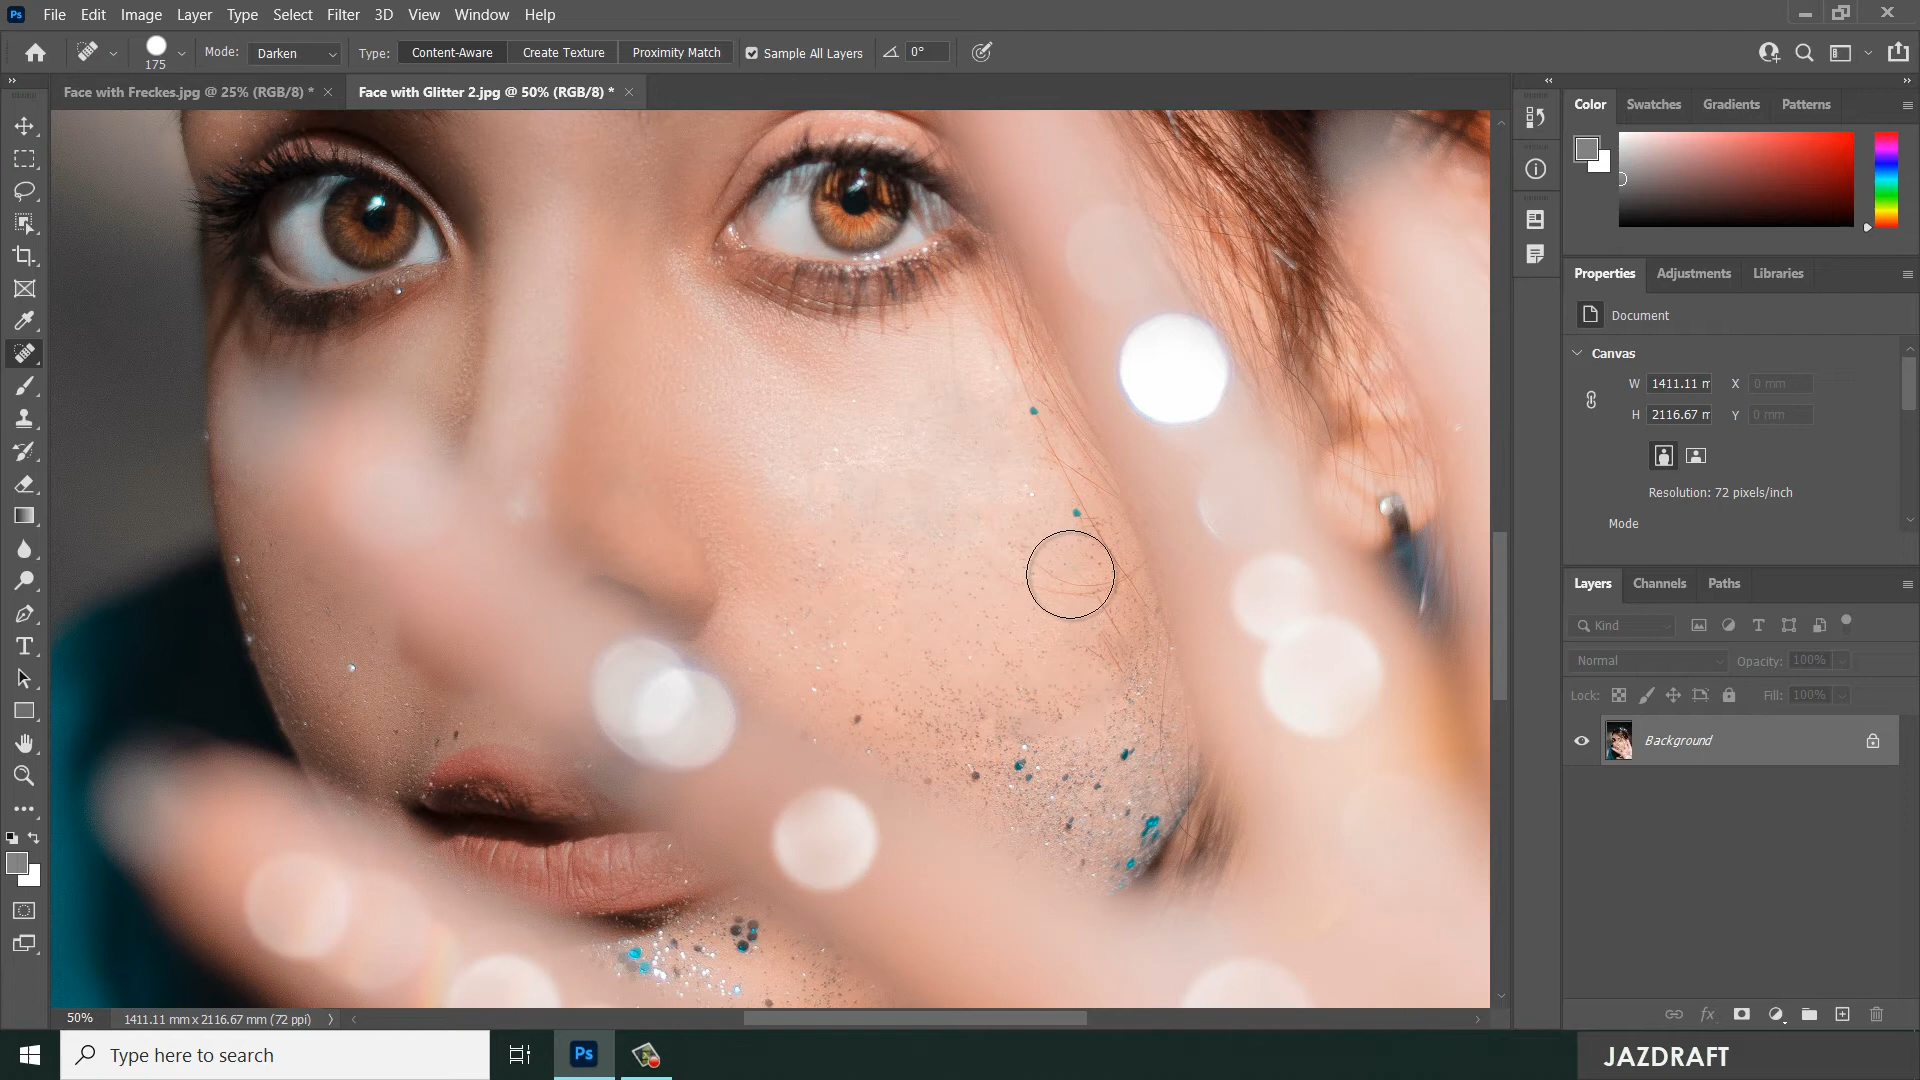 Ps File Edit Image Layer Type Select Filter 3D View Window Help
175 Mode: Darken Type: Content-Aware Create Texture Proximity Match Sample All Layers 0°
Face with Freckes.jpg @ 25% (RGB/8) * Face with Glitter 2.jpg @ 50% (RGB/8) *
Color Swatches Gradients Patterns
Properties Adjustments Libraries
Document
Canvas
W 1411.11 m X 0 mm
H 2116.67 m Y 0 mm
Resolution: 72 pixels/inch
Mode
Layers Channels Paths
Kind
Normal Opacity: 100%
Lock: Fill: 100%
Background
fx
50% 1411.11 mm x 2116.67 mm (72 ppi)
Type here to search Ps
JAZDRAFT